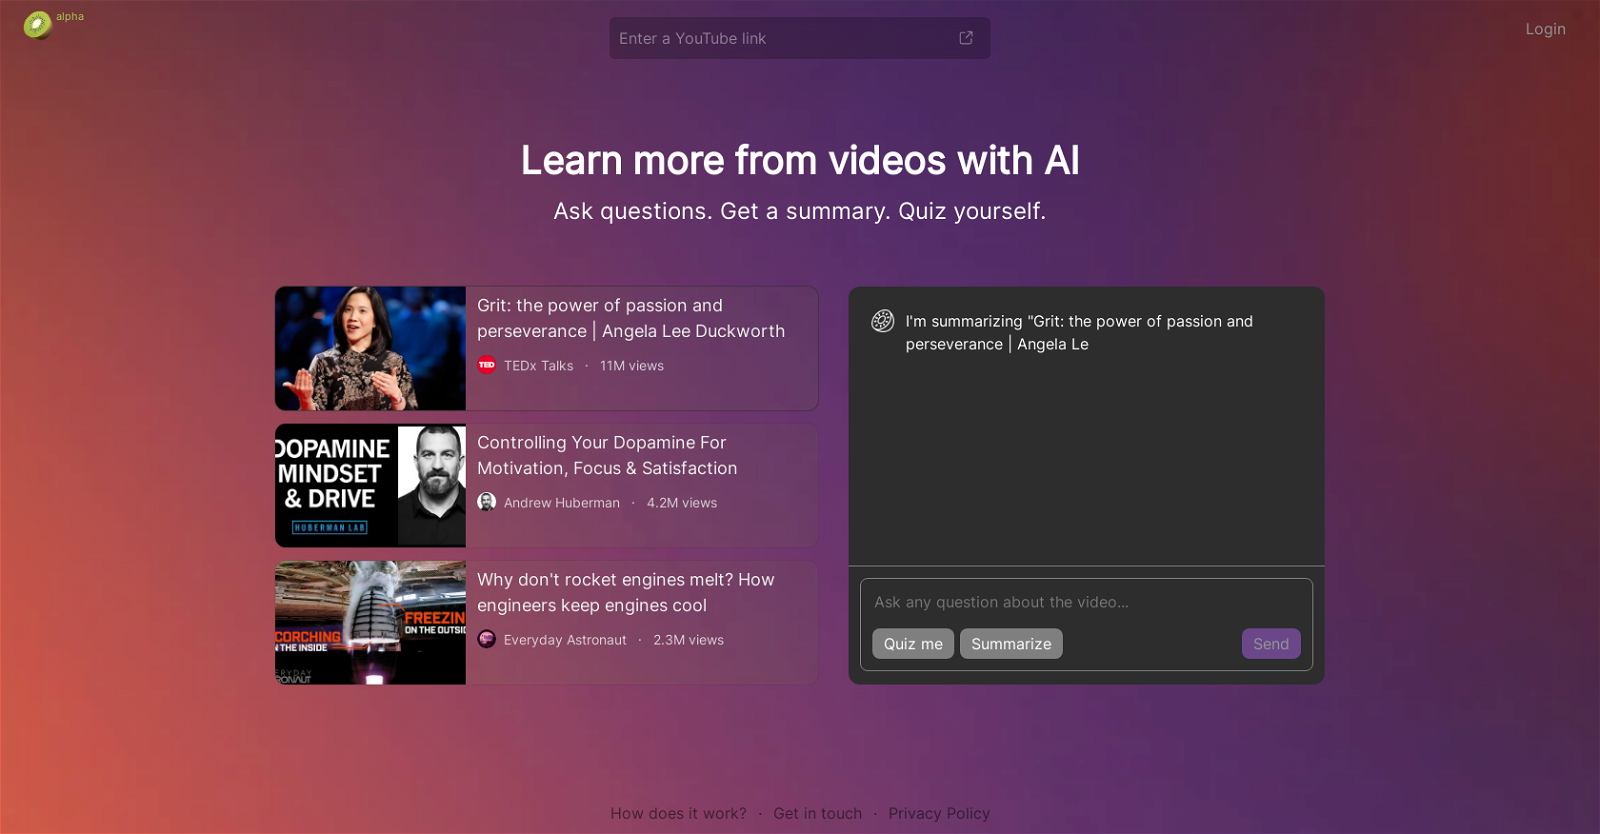 alpha
Enter a YouTube link
Login
Learn more from videos with AI
Ask questions. Get a summary. Quiz yourself.
Grit: the power of passion and
perseverance | Angela Lee Duckworth
TED
TEDx Talks · 11M views
DOPAMINE
MINDSET
& DRIVE
HUBERMAN LAB
Controlling Your Dopamine For
Motivation, Focus & Satisfaction
Andrew Huberman · 4.2M views
CORCHING
N THE INSIDE
FREEZIN
ON THE OUTSID
ERYDAY
RONAUT
Why don't rocket engines melt? How
engineers keep engines cool
Everyday Astronaut · 2.3M views
I'm summarizing "Grit: the power of passion and
perseverance | Angela Le
Ask any question about the video...
Quiz me
Summarize
Send
How does it work? · Get in touch · Privacy Policy